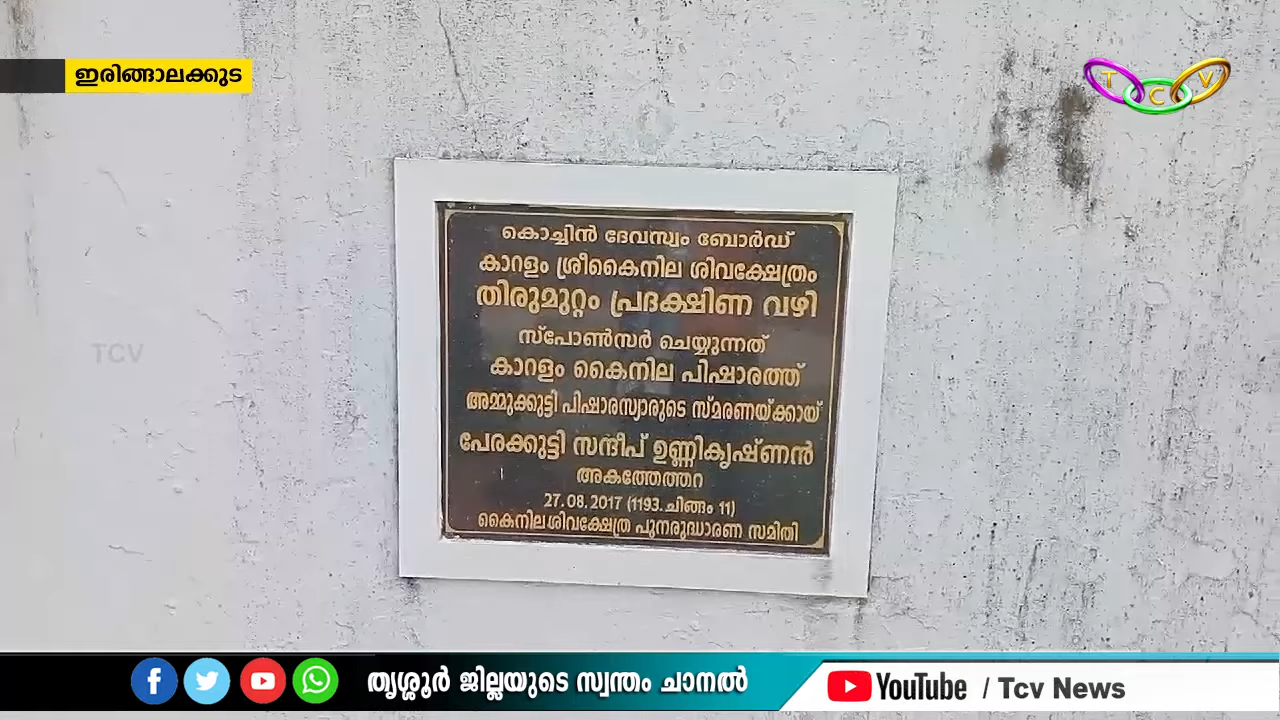 ഇരിങ്ങാലക്കുട
T C V
കൊച്ചിൻ ദേവസ്വം ബോർഡ്
കാറളം ശ്രീകൈനില ശിവക്ഷേത്രം
തിരുമുറ്റം പ്രദക്ഷിണ വഴി
സ്പോൺസർ ചെയ്യുന്നത്
TCV
കാറളം കൈനില പിഷാരത്ത്
അമ്മുക്കുട്ടി പിഷാരസ്യാരുടെ സ്മരണയ്ക്കായ്
പേരക്കുട്ടി സന്ദീപ് ഉണ്ണികൃഷ്ണൻ
അകത്തേത്തറ
27.08.2017 (1193.ചിങ്ങം 11)
കൈനില ശിവക്ഷേത്ര പുനരുദ്ധാരണ സമിതി
തൃശ്ശൂർ ജില്ലയുടെ സ്വന്തം ചാനൽ
YouTube / Tcv News